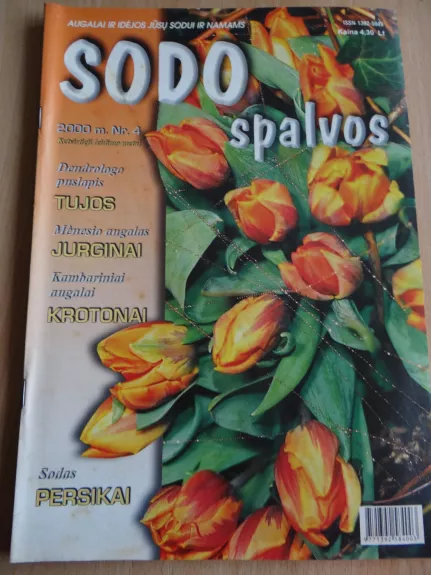 AUGALAI IR IDĖJOS JŪSŲ SODUI IR NAMAMS
Kaina 4,30 Lt
SODO
spalvos
2000 m. Nr. 4
Dendrologo
puslapis
TUJOS
Mėnesio augalas
JURGINAI
Kambariniai
augalai
KROTONAI
Sodas
PERSIKAI